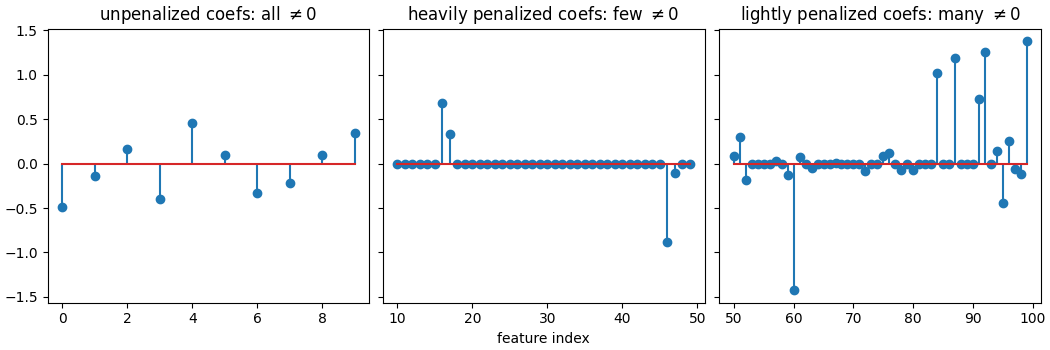 unpenalized coefs: all ≠0
heavily penalized coefs: few ≠0
lightly penalized coefs: many ≠0
1.5
1.0
0.5
0.0
−0.5
−1.0
−1.5
0 2 4 6 8
10 20 30 40 50
50 60 70 80 90 100
feature index